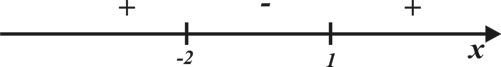 + - +
-2 1 x